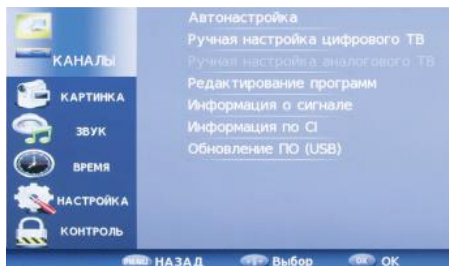 КАНАЛЫ
КАРТИНКА
ЗВУК
ВРЕМЯ
НАСТРОЙКА
КОНТРОЛЬ
Автонастройка
Ручная настройка цифрового ТВ
Ручная настройка аналогового ТВ
Редактирование программ
Информация о сигнале
Информация по CI
Обновление ПО (USB)
MENU НАЗАД Выбор OK OK